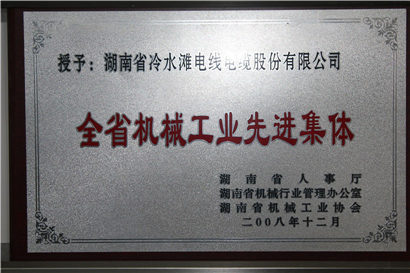 授予：湖南省冷水滩电线电缆股份有限公司
全省机械工业先进集体
湖南省人事厅
湖南省机械行业管理办公室
湖南省机械工业协会
二00八年十二月